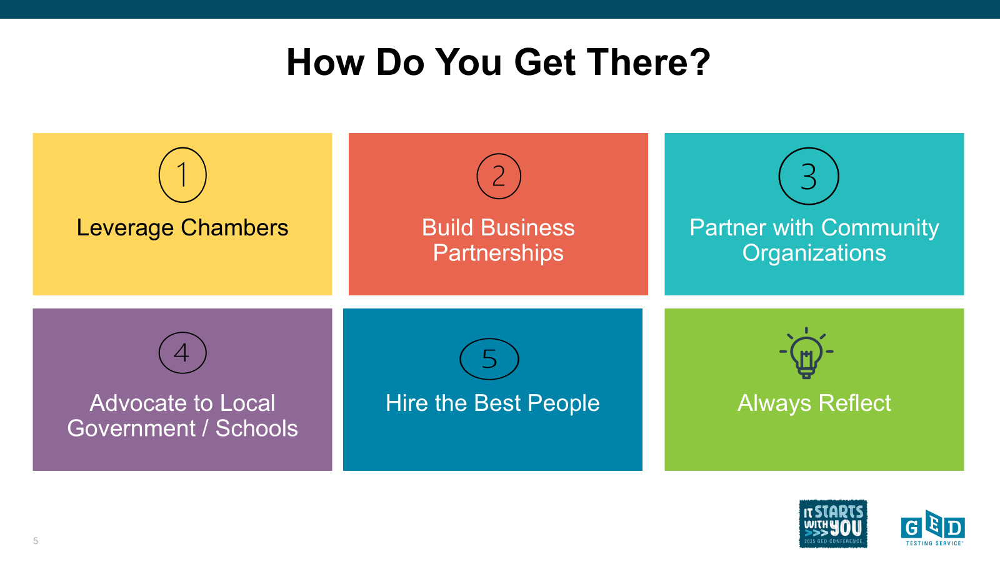 How Do You Get There?
1
Leverage Chambers
2
Build Business
Partnerships
3
Partner with Community
Organizations
4
Advocate to Local
Government / Schools
5
Hire the Best People
Always Reflect
5
IT STARTS
WITH YOU
>>>
2025 GED CONFERENCE
GED
TESTING SERVICE®